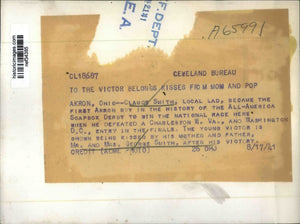 F. DEPT.
E.A.
A65991
CL18687 CEVELAND BUREAU
TO THE VICTOR BELONGS KISSES FROM MOM AND POP
AKRON, OHIO--CLAUDE SMITH, LOCAL LAD, BECAME THE
FIRST AKRON BOY IN THE HISTORY OF THE ALL-AMERICA
SOAPBOX DERBY TO WIN THE NATIONAL RACE HERE
WHEN HE DEFEATED A CHARLESTON W. VA., AND WASHINGTON
D.C., ENTRY IN THE FINALS. THE YOUNG VICTOR IS
SHOWN BEING KISSED BY HIS MOTHER AND FATHER,
MR. AND MRS. GEORGE SMITH, AFTER HIS VICTORY.
CREDIT (ACME PHOTO) 8/17/41